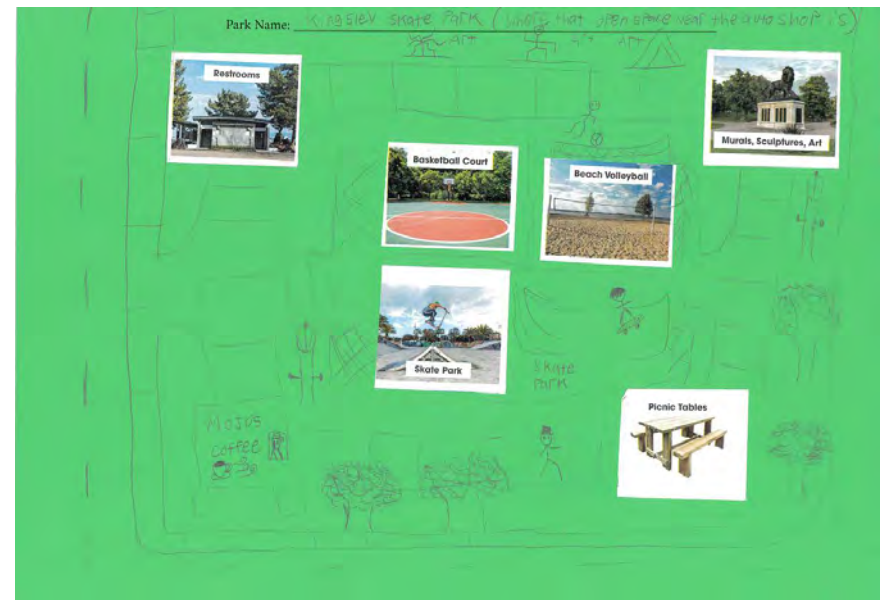 Park Name: Kingsley Skate Park (where that open space near the auto shop is)
Art Art Art
Restrooms
Murals, Sculptures, Art
Basketball Court
Beach Volleyball
Skate Park
Skate
Park
Picnic Tables
Mojos
coffee